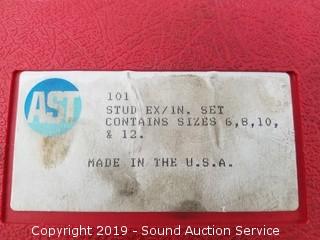 AST
101
STUD EX/IN. SET
CONTAINS SIZES 6,8,10,
& 12.
MADE IN THE U.S.A.
Copyright 2019 - Sound Auction Service